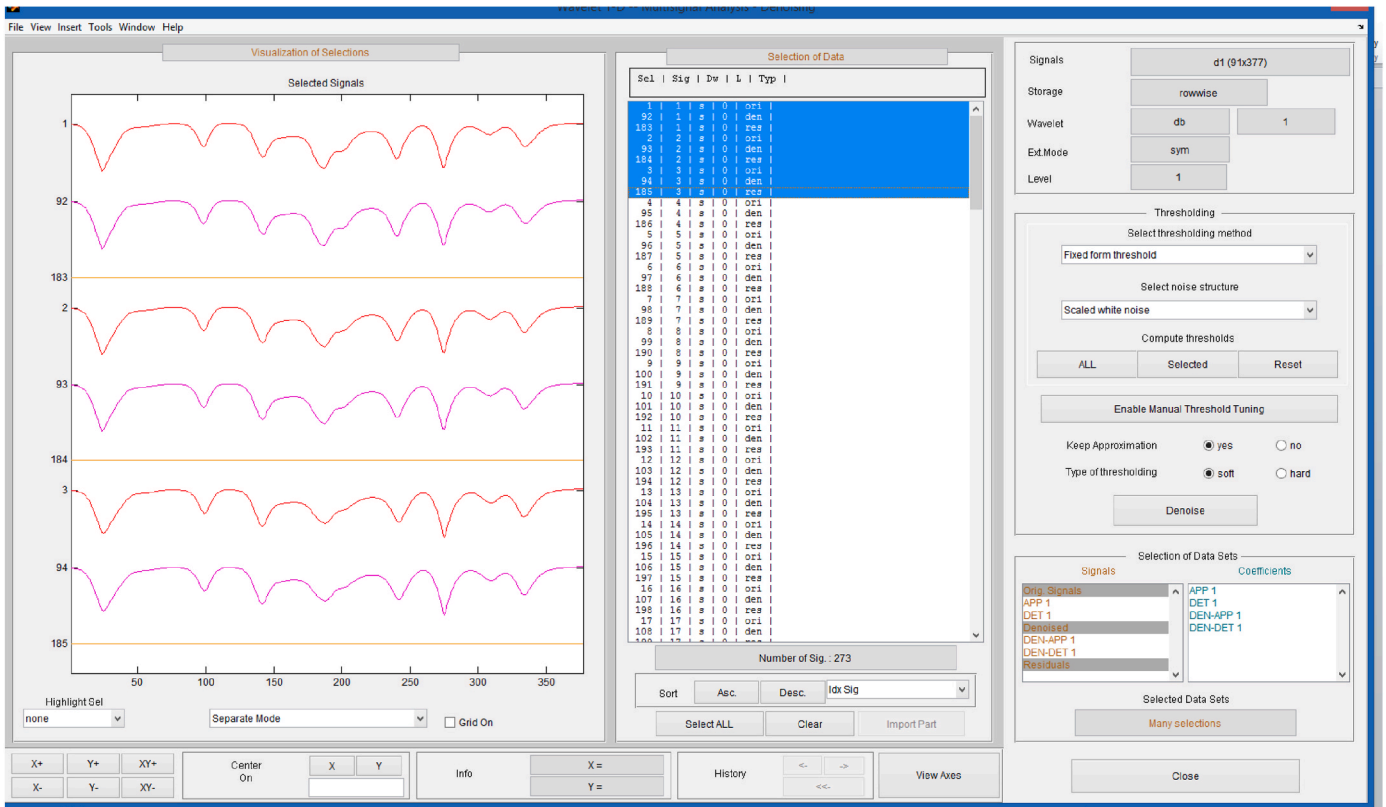 Wavelet 1-D -- Multisignal Analysis - Denoising
File View Insert Tools Window Help
Visualization of Selections
Selected Signals
1
92
183
2
93
184
3
94
185
50 100 150 200 250 300 350
Highlight Sel
none
Separate Mode
Grid On
Selection of Data
Sel | Sig | Dw | L | Typ |
1 | 1 | s | 0 | ori |
92 | 1 | s | 0 | den |
183 | 1 | s | 0 | res |
2 | 2 | s | 0 | ori |
93 | 2 | s | 0 | den |
184 | 2 | s | 0 | res |
3 | 3 | s | 0 | ori |
94 | 3 | s | 0 | den |
185 | 3 | s | 0 | res |
4 | 4 | s | 0 | ori |
95 | 4 | s | 0 | den |
186 | 4 | s | 0 | res |
5 | 5 | s | 0 | ori |
96 | 5 | s | 0 | den |
187 | 5 | s | 0 | res |
6 | 6 | s | 0 | ori |
97 | 6 | s | 0 | den |
188 | 6 | s | 0 | res |
7 | 7 | s | 0 | ori |
98 | 7 | s | 0 | den |
189 | 7 | s | 0 | res |
8 | 8 | s | 0 | ori |
99 | 8 | s | 0 | den |
190 | 8 | s | 0 | res |
9 | 9 | s | 0 | ori |
100 | 9 | s | 0 | den |
191 | 9 | s | 0 | res |
10 | 10 | s | 0 | ori |
101 | 10 | s | 0 | den |
192 | 10 | s | 0 | res |
11 | 11 | s | 0 | ori |
102 | 11 | s | 0 | den |
193 | 11 | s | 0 | res |
12 | 12 | s | 0 | ori |
103 | 12 | s | 0 | den |
194 | 12 | s | 0 | res |
13 | 13 | s | 0 | ori |
104 | 13 | s | 0 | den |
195 | 13 | s | 0 | res |
14 | 14 | s | 0 | ori |
105 | 14 | s | 0 | den |
196 | 14 | s | 0 | res |
15 | 15 | s | 0 | ori |
106 | 15 | s | 0 | den |
197 | 15 | s | 0 | res |
16 | 16 | s | 0 | ori |
107 | 16 | s | 0 | den |
198 | 16 | s | 0 | res |
17 | 17 | s | 0 | ori |
108 | 17 | s | 0 | den |
Number of Sig. : 273
Sort Asc. Desc. Idx Sig
Select ALL Clear Import Part
Signals d1 (91x377)
Storage rowwise
Wavelet db 1
Ext.Mode sym
Level 1
Thresholding
Select thresholding method
Fixed form threshold
Select noise structure
Scaled white noise
Compute thresholds
ALL Selected Reset
Enable Manual Threshold Tuning
Keep Approximation yes no
Type of thresholding soft hard
Denoise
Selection of Data Sets
Signals
Orig. Signals
APP 1
DET 1
Denoised
DEN-APP 1
DEN-DET 1
Residuals
Coefficients
APP 1
DET 1
DEN-APP 1
DEN-DET 1
Selected Data Sets
Many selections
Close
X+ Y+ XY+
X- Y- XY-
Center On X Y
Info X =
Y =
History <- ->
<<-
View Axes